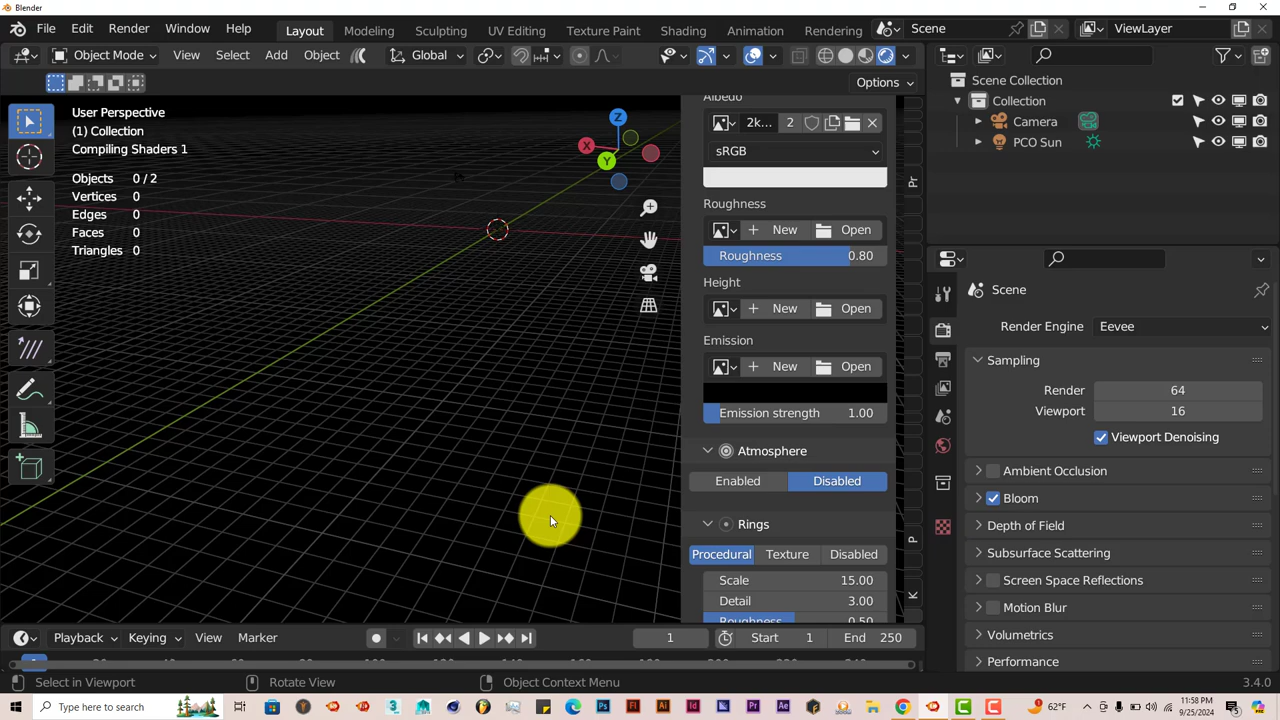 Blender
File Edit Render Window Help Layout Modeling Sculpting UV Editing Texture Paint Shading Animation Rendering Scene ViewLayer
Object Mode View Select Add Object Global
Options
User Perspective
(1) Collection
Compiling Shaders 1
Objects 0 / 2
Vertices 0
Edges 0
Faces 0
Triangles 0
Z
X
Y
Albedo
2k... 2
sRGB
Roughness
New Open
Roughness 0.80
Height
New Open
Emission
New Open
Emission strength 1.00
Atmosphere
Enabled Disabled
Rings
Procedural Texture Disabled
Scale 15.00
Detail 3.00
Roughness 0.50
Pr
P
K
Scene Collection
Collection
Camera
PCO Sun
Scene
Render Engine Eevee
Sampling
Render 64
Viewport 16
Viewport Denoising
Ambient Occlusion
Bloom
Depth of Field
Subsurface Scattering
Screen Space Reflections
Motion Blur
Volumetrics
Performance
Playback Keying View Marker 1 Start 1 End 250
Select in Viewport Rotate View Object Context Menu 3.4.0
Type here to search 62°F 11:58 PM
9/25/2024